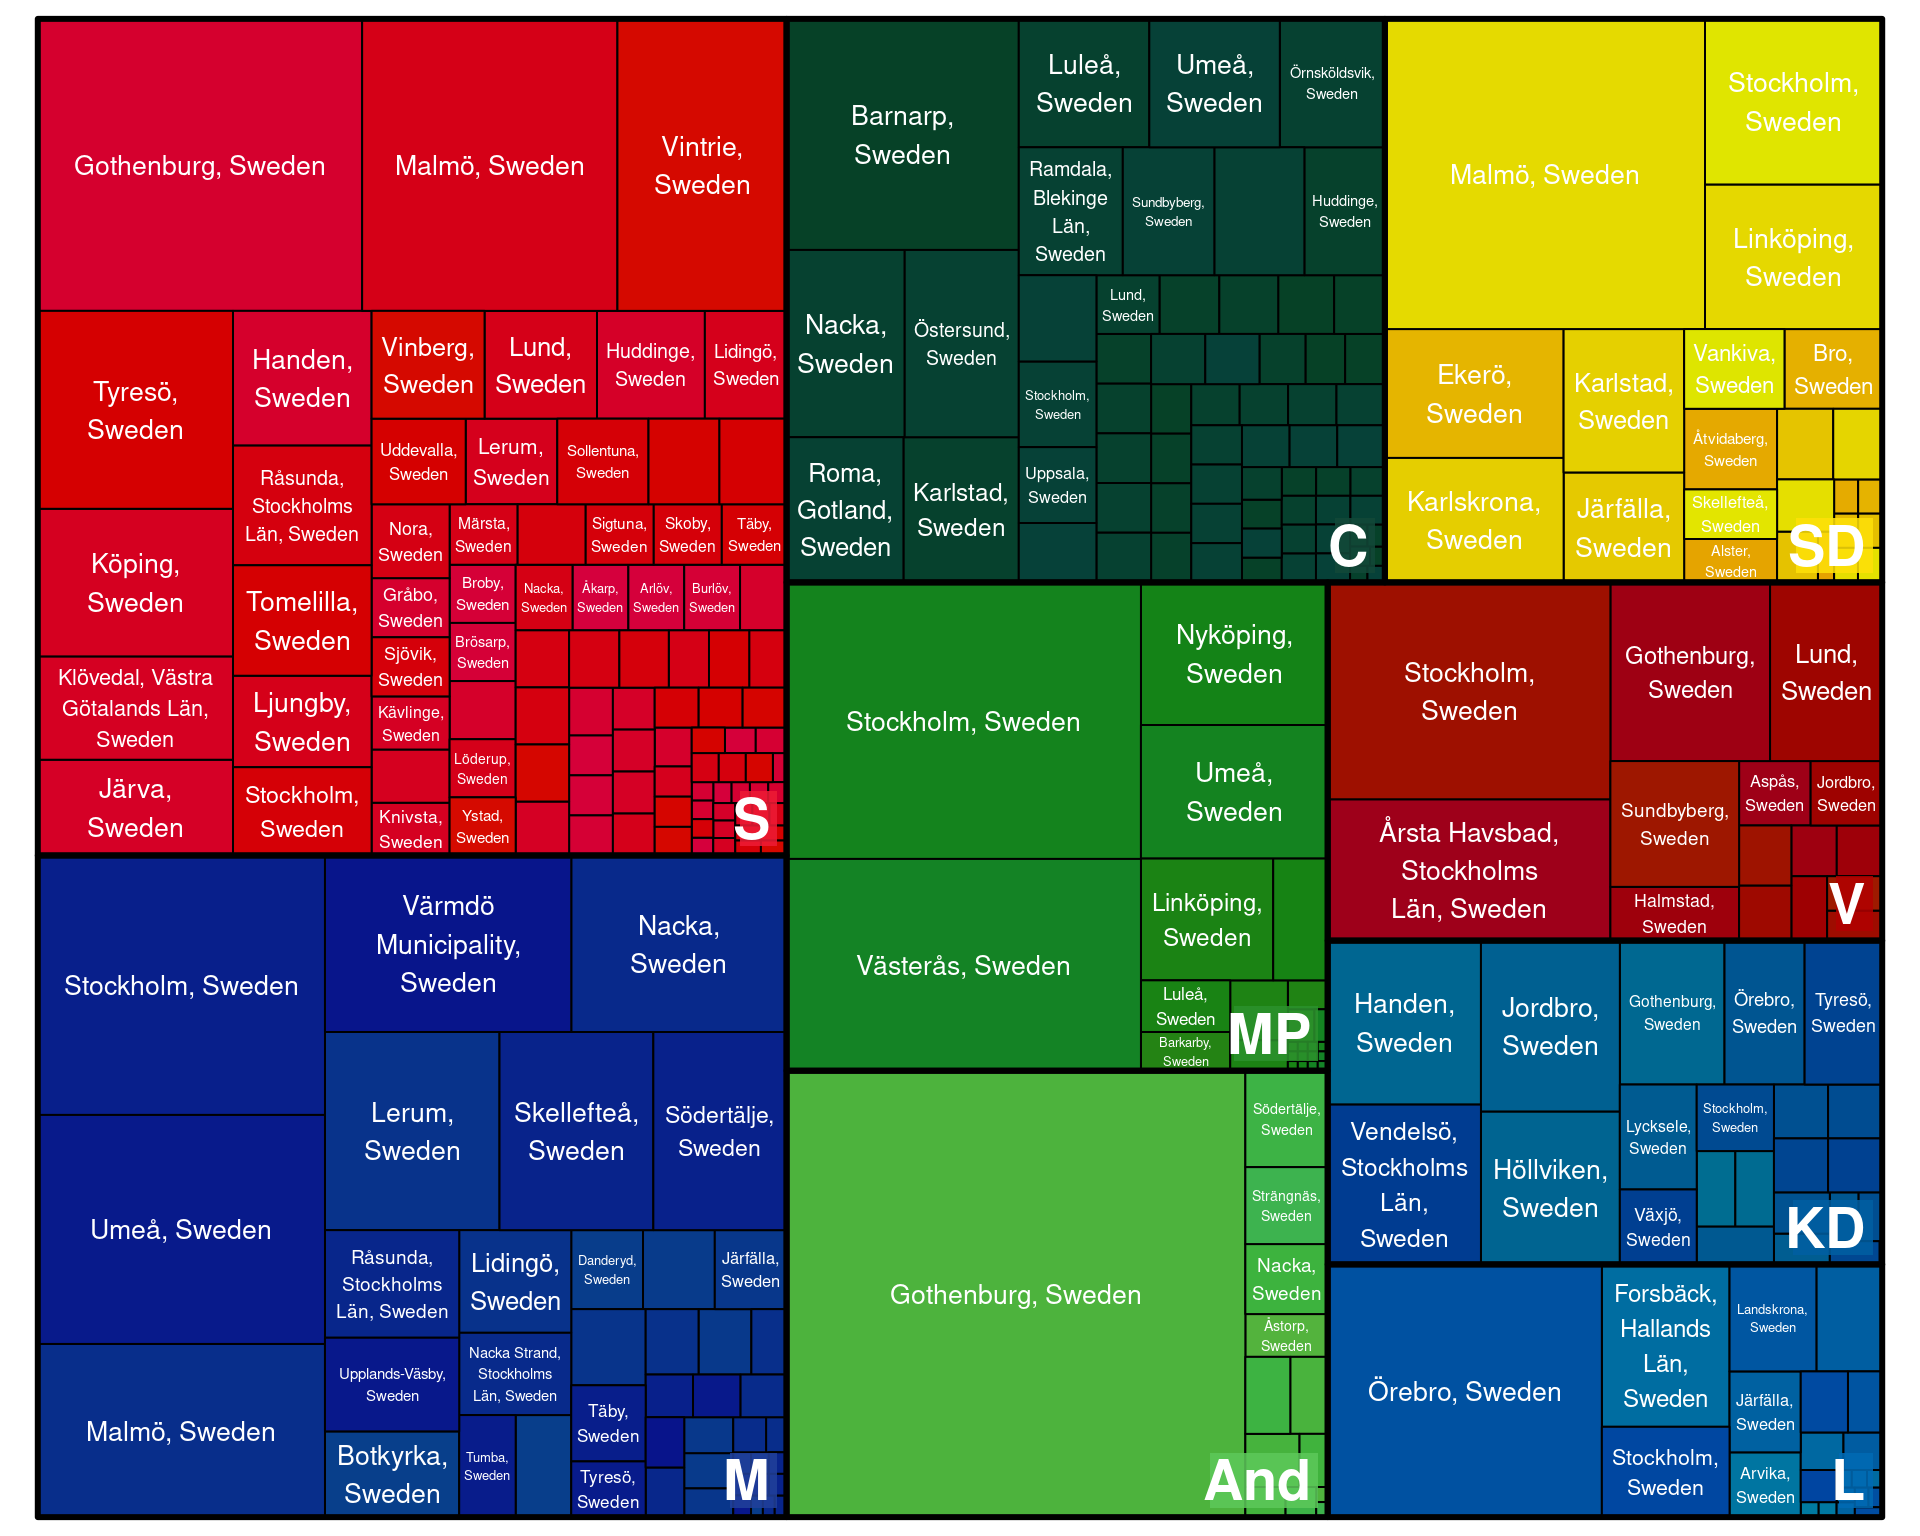 Gothenburg, Sweden
Malmö, Sweden
Vintrie,
Sweden
Tyresö,
Sweden
Handen,
Sweden
Vinberg,
Sweden
Lund,
Sweden
Huddinge,
Sweden
Lidingö,
Sweden
Råsunda,
Stockholms
Län, Sweden
Uddevalla,
Sweden
Lerum,
Sweden
Sollentuna,
Sweden
Köping,
Sweden
Tomelilla,
Sweden
Nora,
Sweden
Märsta,
Sweden
Sigtuna,
Sweden
Skoby,
Sweden
Täby,
Sweden
Gråbo,
Sweden
Broby,
Sweden
Nacka,
Sweden
Åkarp,
Sweden
Arlöv,
Sweden
Burlöv,
Sweden
Klövedal, Västra
Götalands Län,
Sweden
Ljungby,
Sweden
Sjövik,
Sweden
Brösarp,
Sweden
Kävlinge,
Sweden
Järva,
Sweden
Stockholm,
Sweden
Löderup,
Sweden
Knivsta,
Sweden
Ystad,
Sweden
S
Stockholm, Sweden
Värmdö
Municipality,
Sweden
Nacka,
Sweden
Umeå, Sweden
Lerum,
Sweden
Skellefteå,
Sweden
Södertälje,
Sweden
Råsunda,
Stockholms
Län, Sweden
Lidingö,
Sweden
Danderyd,
Sweden
Järfälla,
Sweden
Malmö, Sweden
Upplands-Väsby,
Sweden
Nacka Strand,
Stockholms
Län, Sweden
Botkyrka,
Sweden
Tumba,
Sweden
Täby,
Sweden
Tyresö,
Sweden
M
Barnarp,
Sweden
Luleå,
Sweden
Umeå,
Sweden
Örnsköldsvik,
Sweden
Ramdala,
Blekinge
Län,
Sweden
Sundbyberg,
Sweden
Huddinge,
Sweden
Nacka,
Sweden
Östersund,
Sweden
Lund,
Sweden
Stockholm,
Sweden
Roma,
Gotland,
Sweden
Karlstad,
Sweden
Uppsala,
Sweden
C
Stockholm, Sweden
Nyköping,
Sweden
Umeå,
Sweden
Västerås, Sweden
Linköping,
Sweden
Luleå,
Sweden
Barkarby,
Sweden
MP
Gothenburg, Sweden
Södertälje,
Sweden
Strängnäs,
Sweden
Nacka,
Sweden
Åstorp,
Sweden
And
Malmö, Sweden
Stockholm,
Sweden
Linköping,
Sweden
Ekerö,
Sweden
Karlstad,
Sweden
Vankiva,
Sweden
Bro,
Sweden
Åtvidaberg,
Sweden
Karlskrona,
Sweden
Järfälla,
Sweden
Skellefteå,
Sweden
Alster,
Sweden
SD
Stockholm,
Sweden
Gothenburg,
Sweden
Lund,
Sweden
Årsta Havsbad,
Stockholms
Län, Sweden
Sundbyberg,
Sweden
Aspås,
Sweden
Jordbro,
Sweden
Halmstad,
Sweden
V
Handen,
Sweden
Jordbro,
Sweden
Gothenburg,
Sweden
Örebro,
Sweden
Tyresö,
Sweden
Vendelsö,
Stockholms
Län,
Sweden
Höllviken,
Sweden
Lycksele,
Sweden
Stockholm,
Sweden
Växjö,
Sweden
KD
Örebro, Sweden
Forsbäck,
Hallands
Län,
Sweden
Landskrona,
Sweden
Järfälla,
Sweden
Stockholm,
Sweden
Arvika,
Sweden
L